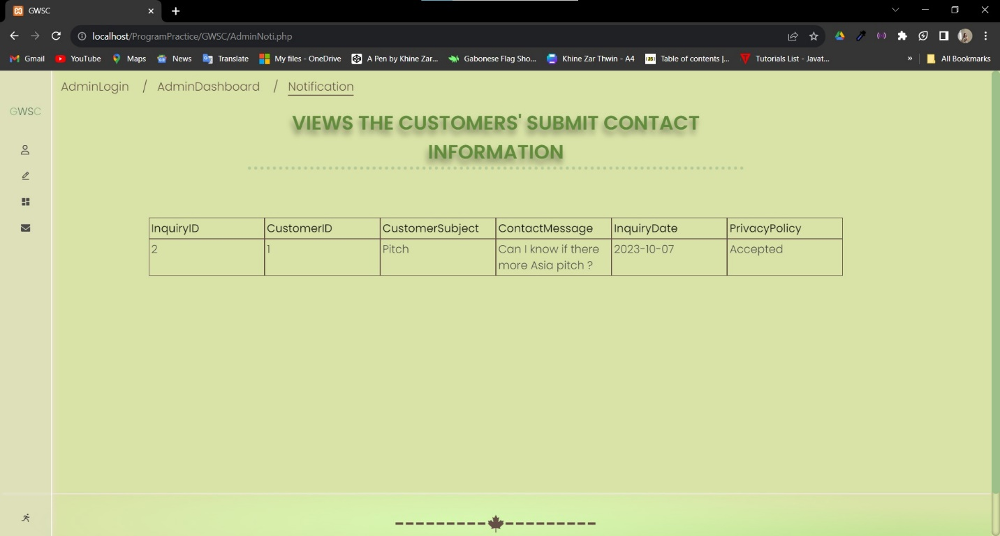 GWSC
localhost/ProgramPractice/GWSC/AdminNoti.php
Gmail YouTube Maps News Translate My files - OneDrive A Pen by Khine Zar... Gabonese Flag Sho... Khine Zar Thwin - A4 Table of contents |... Tutorials List - Javat... » All Bookmarks
AdminLogin / AdminDashboard / Notification
GWSC
VIEWS THE CUSTOMERS' SUBMIT CONTACT
INFORMATION
InquiryID CustomerID CustomerSubject ContactMessage InquiryDate PrivacyPolicy
2 1 Pitch Can I know if there 2023-10-07 Accepted
more Asia pitch ?